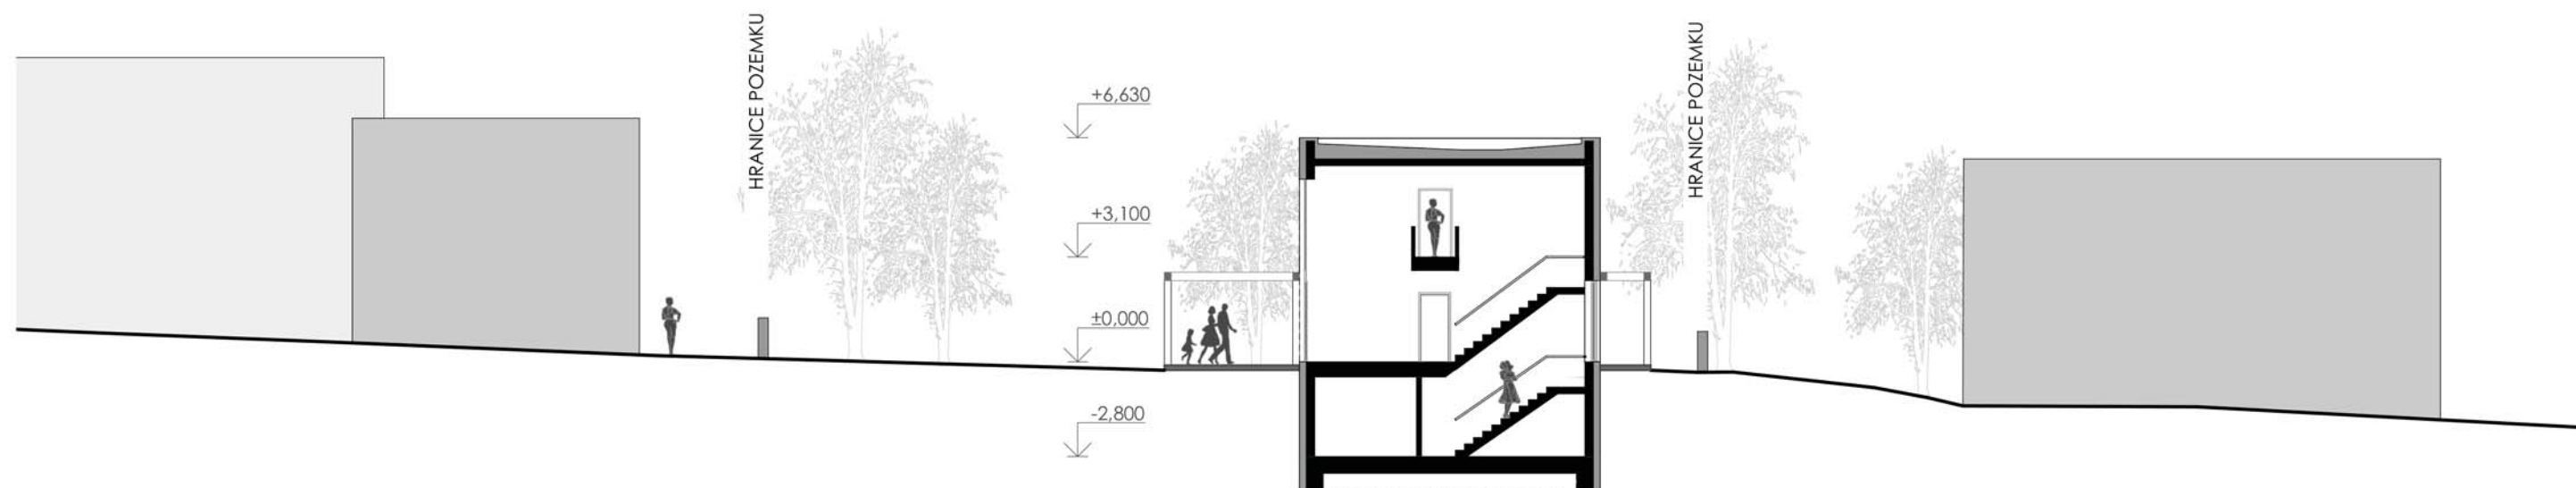 HRANICE POZEMKU
+6,630
+3,100
±0,000
-2,800
HRANICE POZEMKU